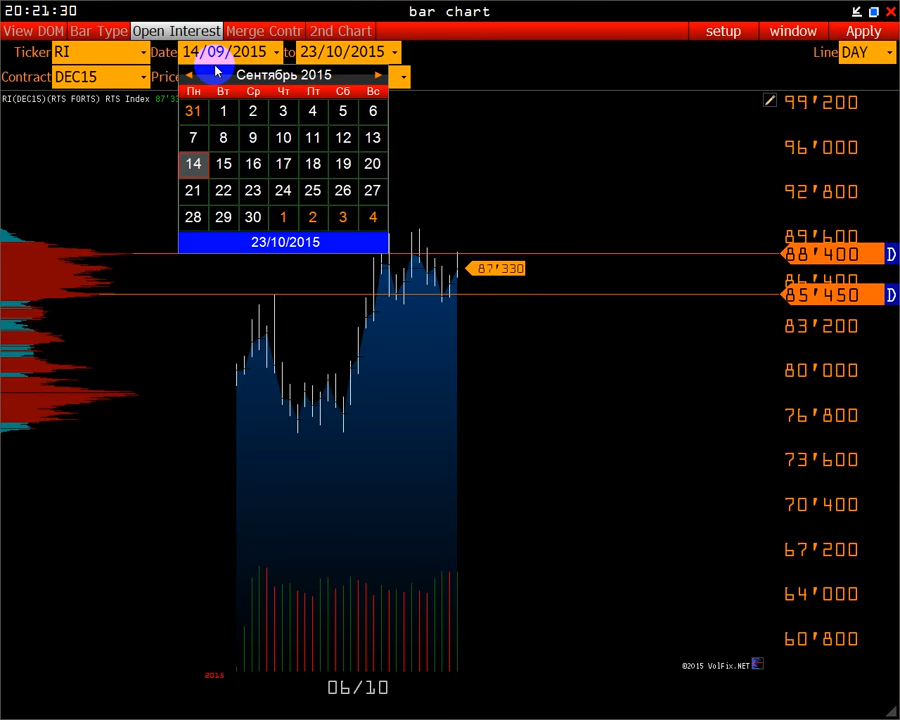 20:21:30 bar chart
View DOM Bar Type Open Interest Merge Contr 2nd Chart setup window Apply
Ticker RI Date 14/09/2015 to 23/10/2015 Line DAY
Contract DEC15 Price
Сентябрь 2015
Пн Вт Ср Чт Пт Сб Вс
31 1 2 3 4 5 6
7 8 9 10 11 12 13
14 15 16 17 18 19 20
21 22 23 24 25 26 27
28 29 30 1 2 3 4
23/10/2015
RI(DEC15)(RTS FORTS) RTS Index
99'200
96'000
92'800
89'600
88'400 D
87'330
86'400
85'450 D
83'200
80'000
76'800
73'600
70'400
67'200
64'000
60'800
©2015 VolFix.NET
2015
06/10